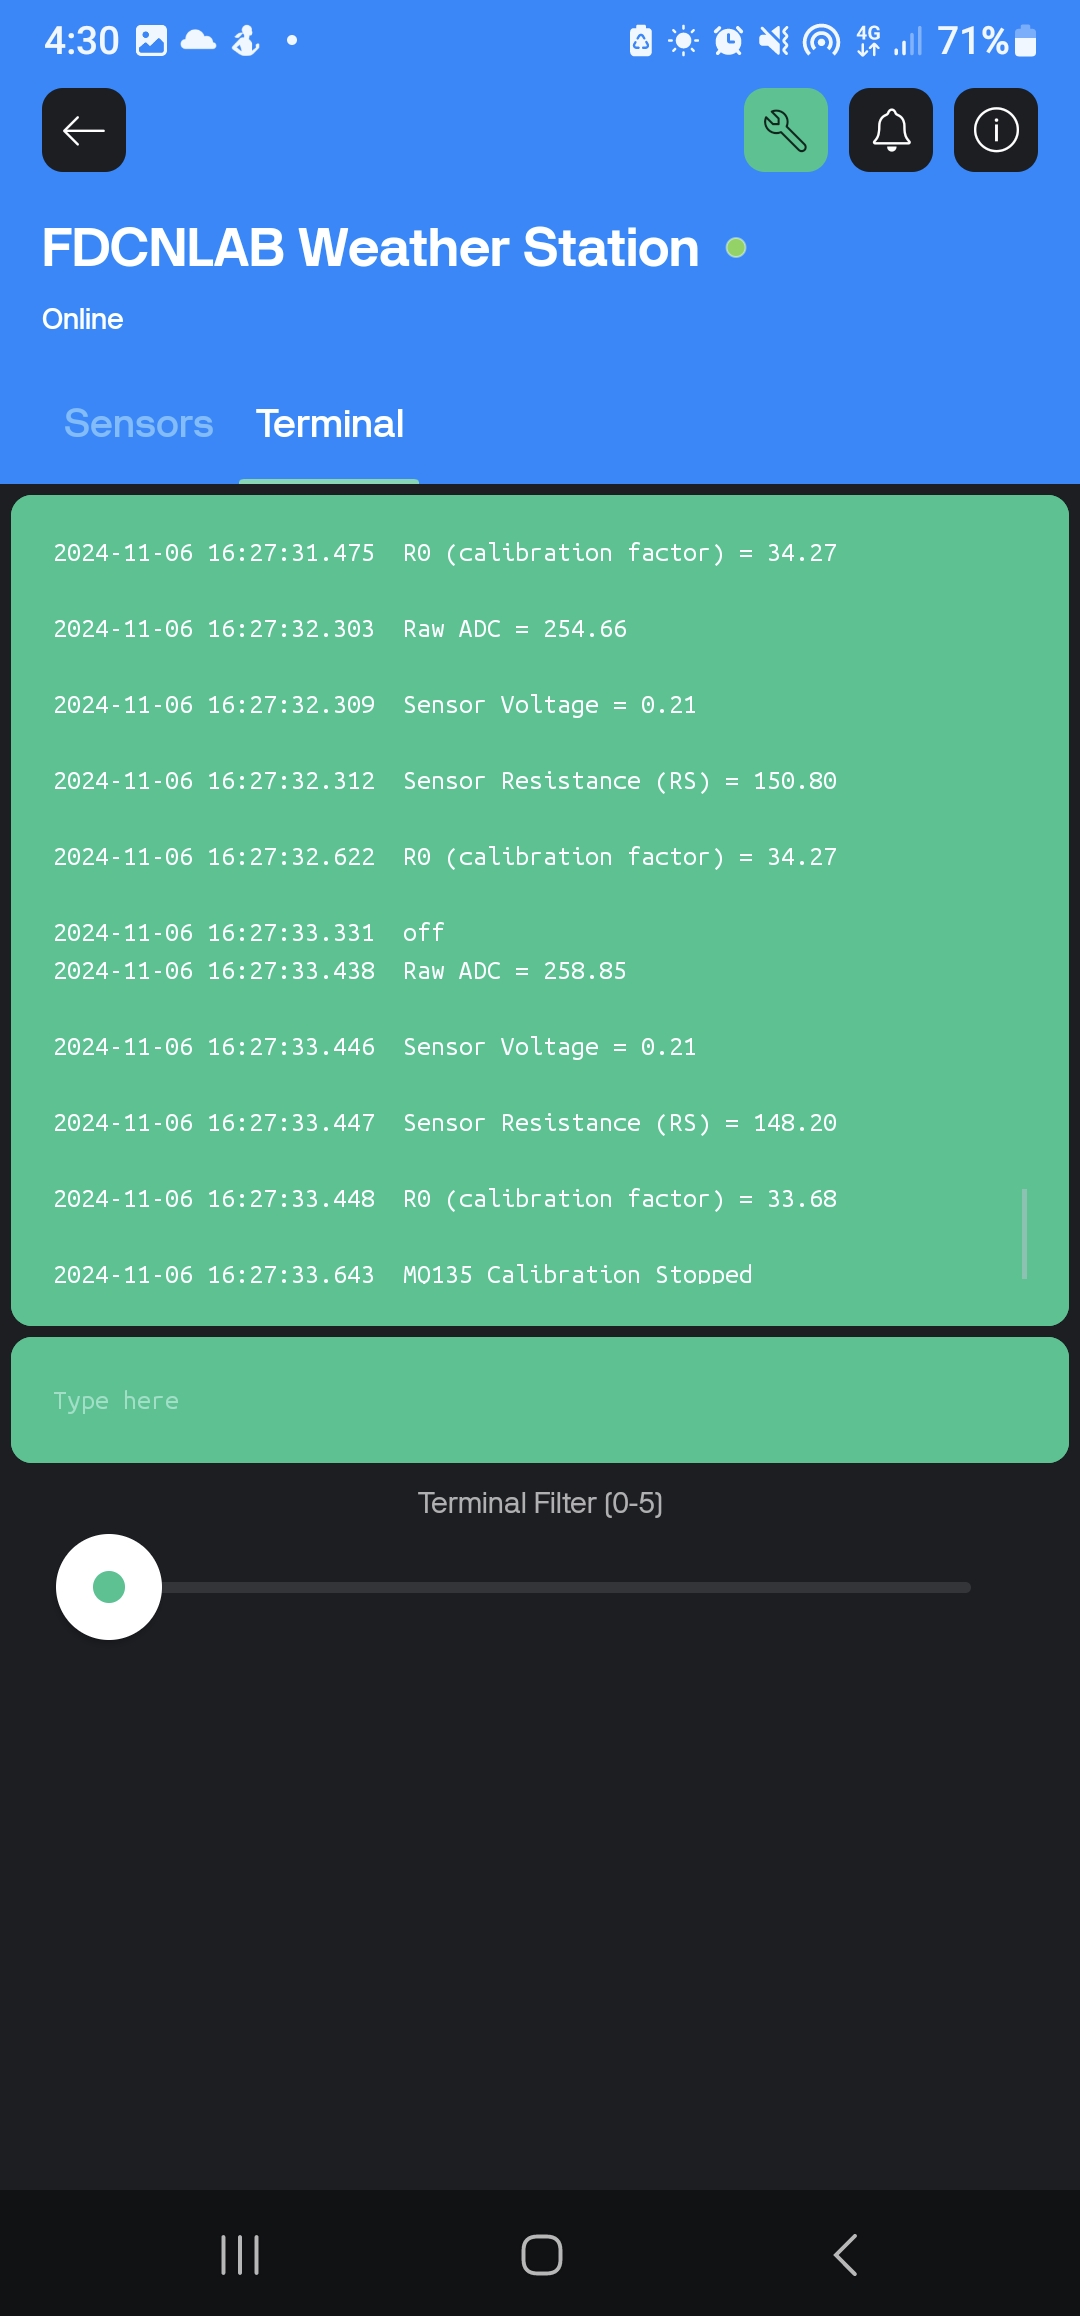 4:30
4G
71%
FDCNLAB Weather Station
Online
Sensors
Terminal
2024-11-06 16:27:31.475 R0 (calibration factor) = 34.27
2024-11-06 16:27:32.303 Raw ADC = 254.66
2024-11-06 16:27:32.309 Sensor Voltage = 0.21
2024-11-06 16:27:32.312 Sensor Resistance (RS) = 150.80
2024-11-06 16:27:32.622 R0 (calibration factor) = 34.27
2024-11-06 16:27:33.331 off
2024-11-06 16:27:33.438 Raw ADC = 258.85
2024-11-06 16:27:33.446 Sensor Voltage = 0.21
2024-11-06 16:27:33.447 Sensor Resistance (RS) = 148.20
2024-11-06 16:27:33.448 R0 (calibration factor) = 33.68
2024-11-06 16:27:33.643 MQ135 Calibration Stopped
Type here
Terminal Filter (0-5)